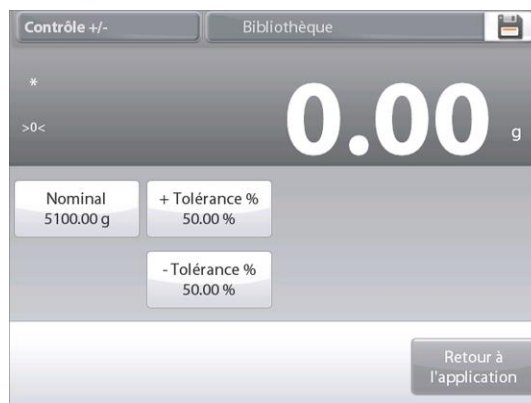 Contrôle +/-
Bibliothèque
*
>0<
0.00 g
Nominal
5100.00 g
+ Tolérance %
50.00 %
- Tolérance %
50.00 %
Retour à
l'application